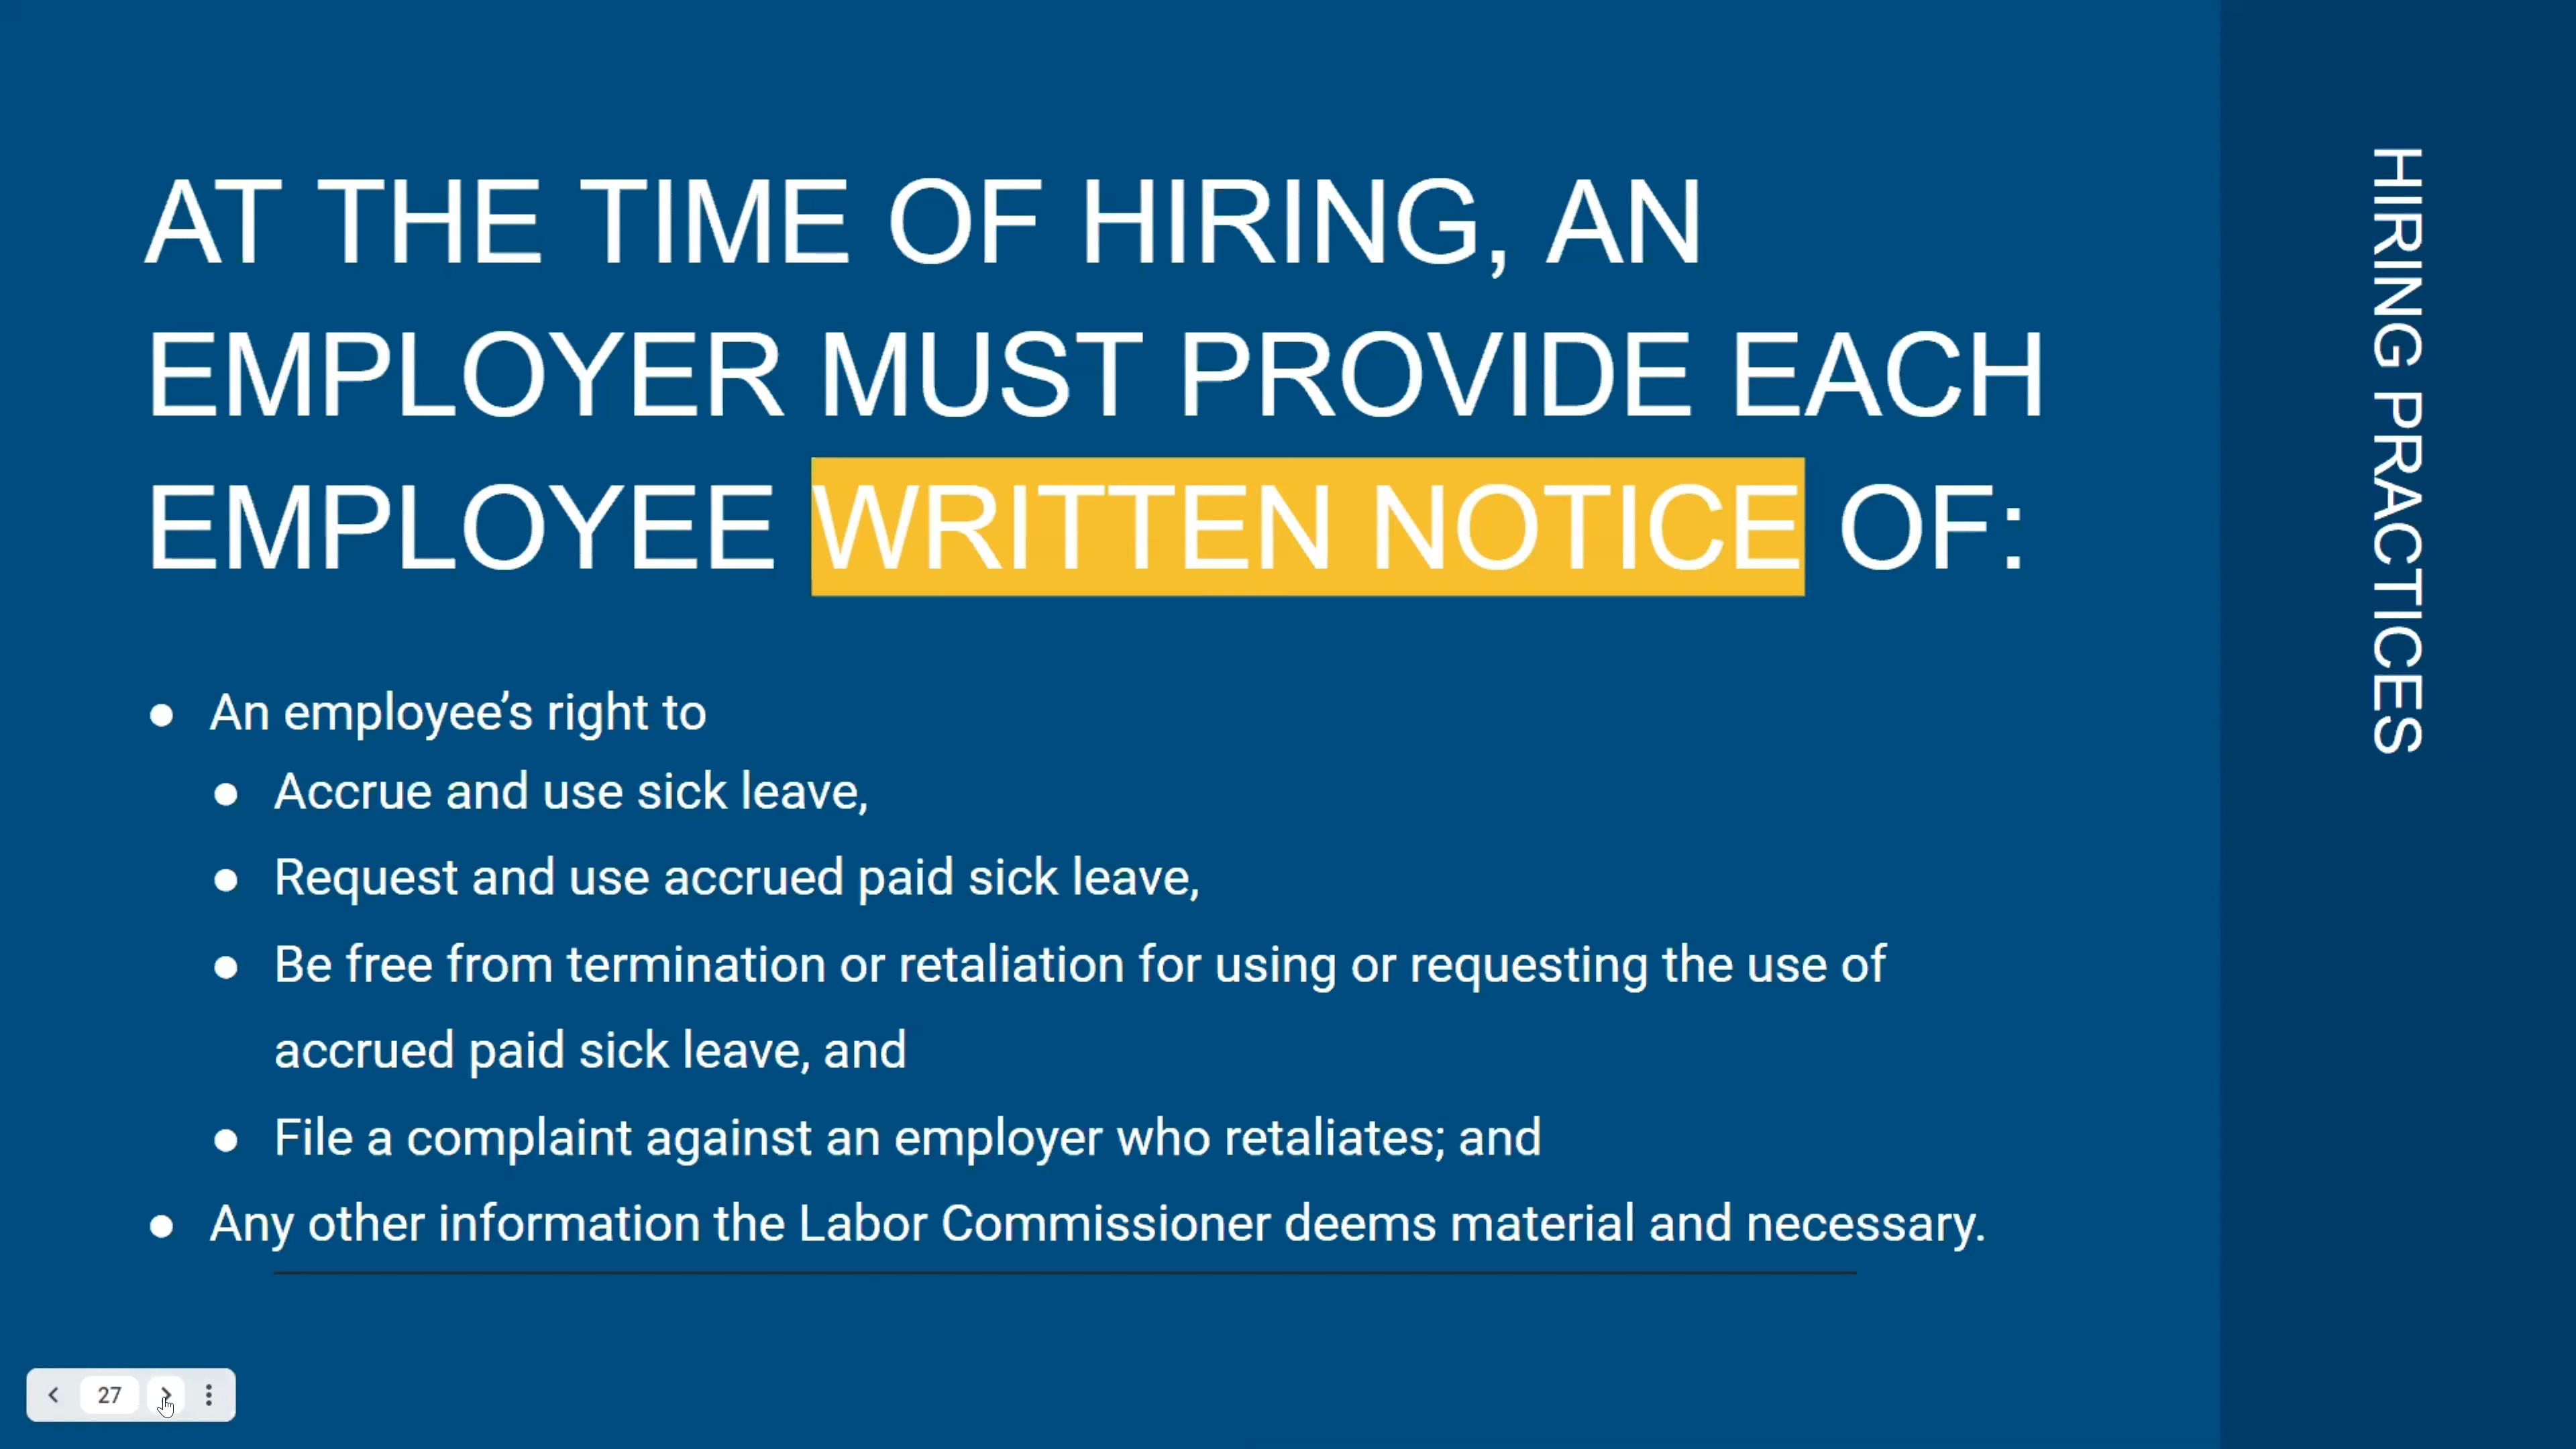 AT THE TIME OF HIRING, AN
EMPLOYER MUST PROVIDE EACH
EMPLOYEE WRITTEN NOTICE OF:
● An employee’s right to
● Accrue and use sick leave,
● Request and use accrued paid sick leave,
● Be free from termination or retaliation for using or requesting the use of
accrued paid sick leave, and
● File a complaint against an employer who retaliates; and
● Any other information the Labor Commissioner deems material and necessary.
HIRING PRACTICES
27